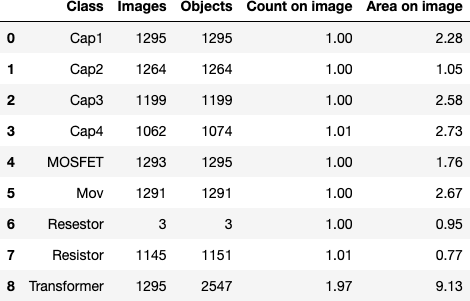 Class Images Objects Count on image Area on image
0 Cap1 1295 1295 1.00 2.28
1 Cap2 1264 1264 1.00 1.05
2 Cap3 1199 1199 1.00 2.58
3 Cap4 1062 1074 1.01 2.73
4 MOSFET 1293 1295 1.00 1.76
5 Mov 1291 1291 1.00 2.67
6 Resestor 3 3 1.00 0.95
7 Resistor 1145 1151 1.01 0.77
8 Transformer 1295 2547 1.97 9.13